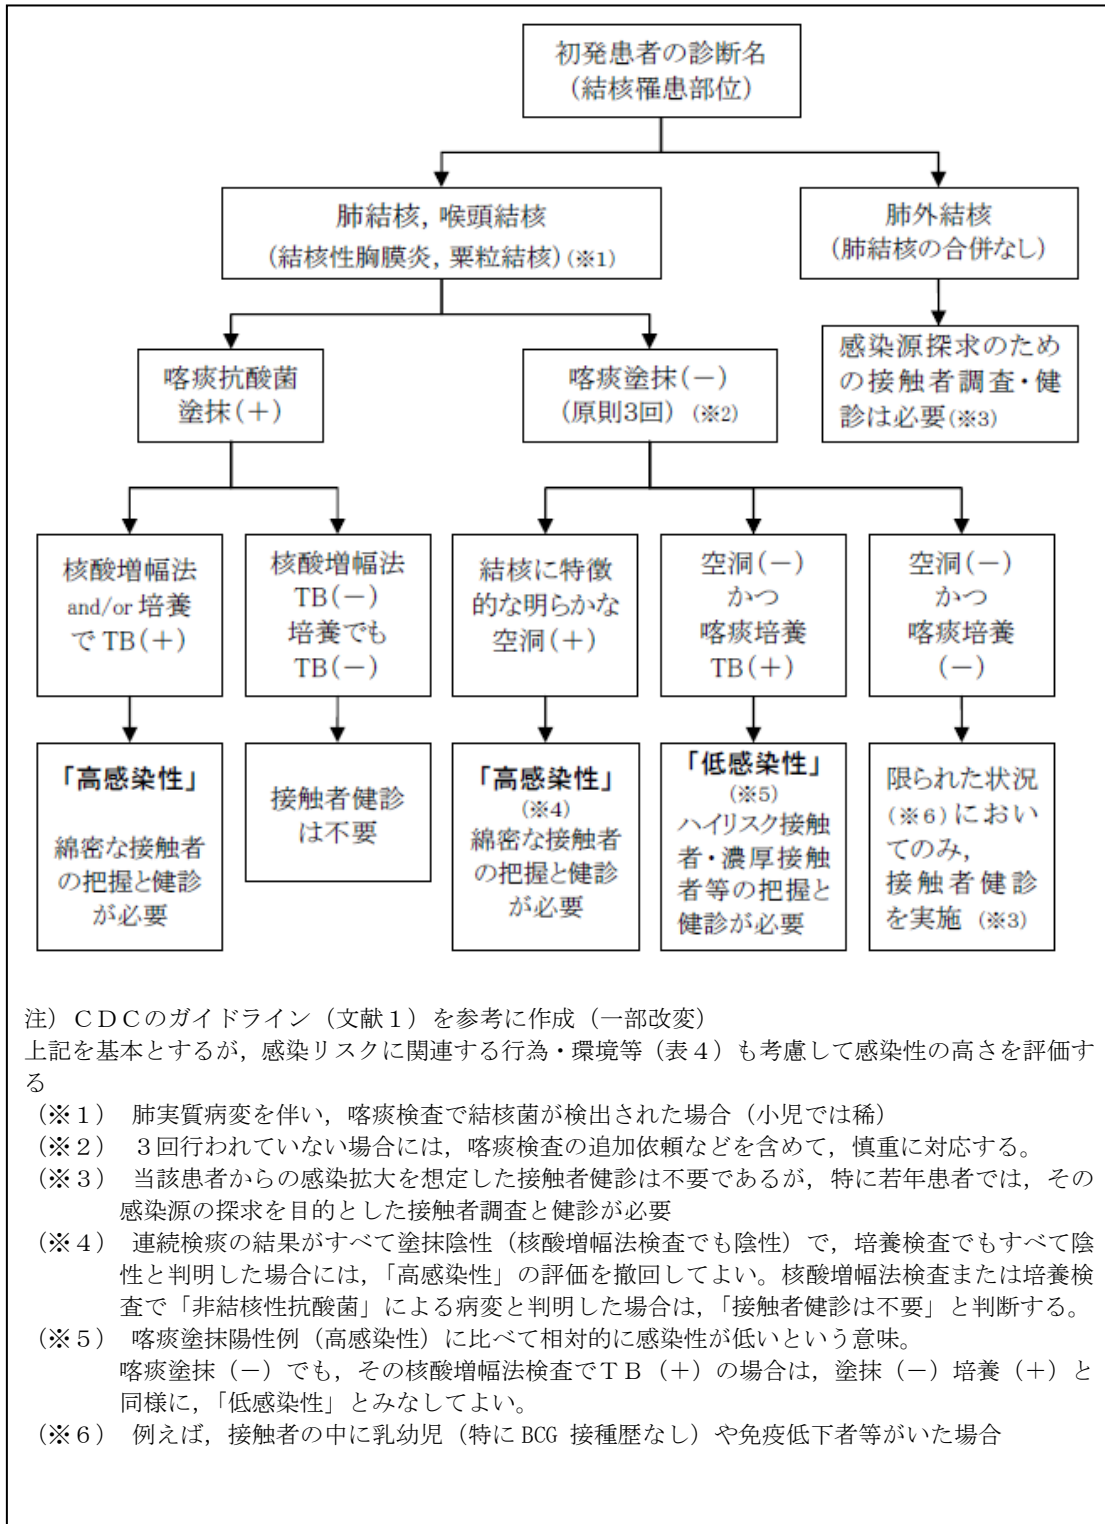 初発患者の診断名
(結核罹患部位)
肺結核,喉頭結核
(結核性胸膜炎,粟粒結核)(※1)
肺外結核
(肺結核の合併なし)
喀痰抗酸菌
塗抹(+)
喀痰塗抹(-)
(原則3回) (※2)
感染源探求のため
の接触者調査・健
診は必要(※3)
核酸増幅法
and/or 培養
で TB(+)
核酸増幅法
TB(-)
培養でも
TB(-)
結核に特徴
的な明らかな
空洞(+)
空洞(-)
かつ
喀痰培養
TB(+)
空洞(-)
かつ
喀痰培養
(-)
「高感染性」
綿密な接触者
の把握と健診
が必要
接触者健診
は不要
「高感染性」
(※4)
綿密な接触者
の把握と健診
が必要
「低感染性」
(※5)
ハイリスク接触
者・濃厚接触
者等の把握と
健診が必要
限られた状況
(※6)におい
てのみ,
接触者健診
を実施 (※3)
注)CDCのガイドライン(文献1)を参考に作成(一部改変)
上記を基本とするが,感染リスクに関連する行為・環境等(表4)も考慮して感染性の高さを評価す
る
(※1) 肺実質病変を伴い,喀痰検査で結核菌が検出された場合(小児では稀)
(※2) 3回行われていない場合には,喀痰検査の追加依頼などを含めて,慎重に対応する。
(※3) 当該患者からの感染拡大を想定した接触者健診は不要であるが,特に若年患者では,その
感染源の探求を目的とした接触者調査と健診が必要
(※4) 連続検痰の結果がすべて塗抹陰性(核酸増幅法検査でも陰性)で,培養検査でもすべて陰
性と判明した場合には,「高感染性」の評価を撤回してよい。核酸増幅法検査または培養検
査で「非結核性抗酸菌」による病変と判明した場合は,「接触者健診は不要」と判断する。
(※5) 喀痰塗抹陽性例(高感染性)に比べて相対的に感染性が低いという意味。
喀痰塗抹(-)でも,その核酸増幅法検査でTB(+)の場合は,塗抹(-)培養(+)と
同様に,「低感染性」とみなしてよい。
(※6) 例えば,接触者の中に乳幼児(特に BCG 接種歴なし)や免疫低下者等がいた場合